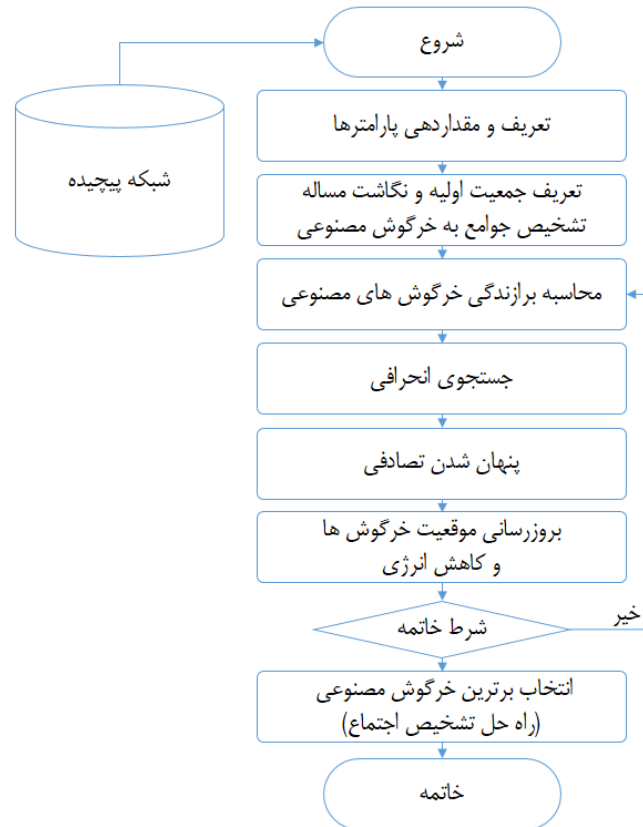 شروع
شبکه پیچیده
تعریف و مقداردهی پارامترها
تعریف جمعیت اولیه و نگاشت مساله
تشخیص جوامع به خرگوش مصنوعی
محاسبه برازندگی خرگوش های مصنوعی
جستجوی انحرافی
پنهان شدن تصادفی
بروزرسانی موقعیت خرگوش ها
و کاهش انرژی
شرط خاتمه
خیر
انتخاب برترین خرگوش مصنوعی
(راه حل تشخیص اجتماع)
خاتمه